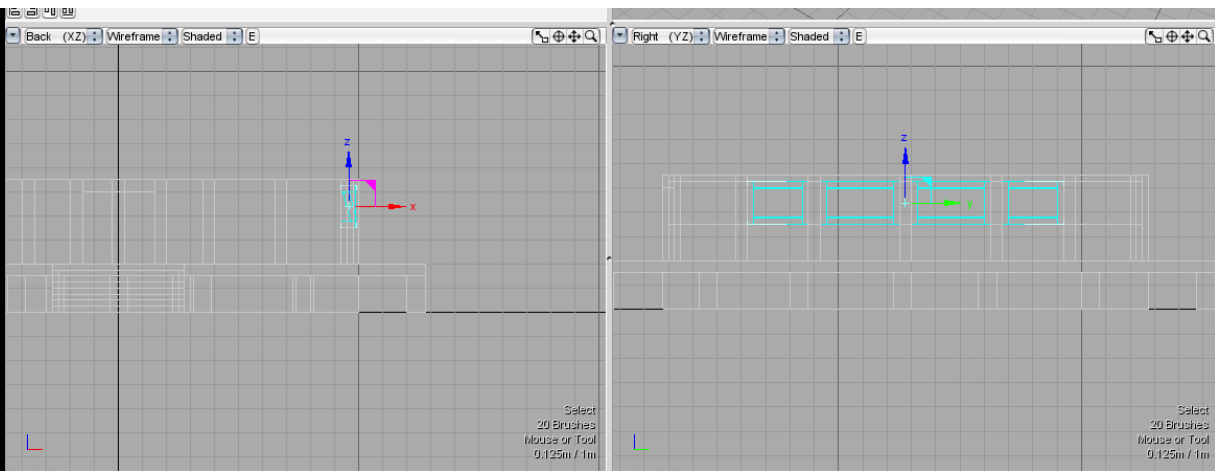 Back (XZ) Wireframe Shaded E
Right (YZ) Wireframe Shaded E
z
x
z
y
Select
20 Brushes
Mouse or Tool
0.125m / 1m
Select
20 Brushes
Mouse or Tool
0.125m / 1m